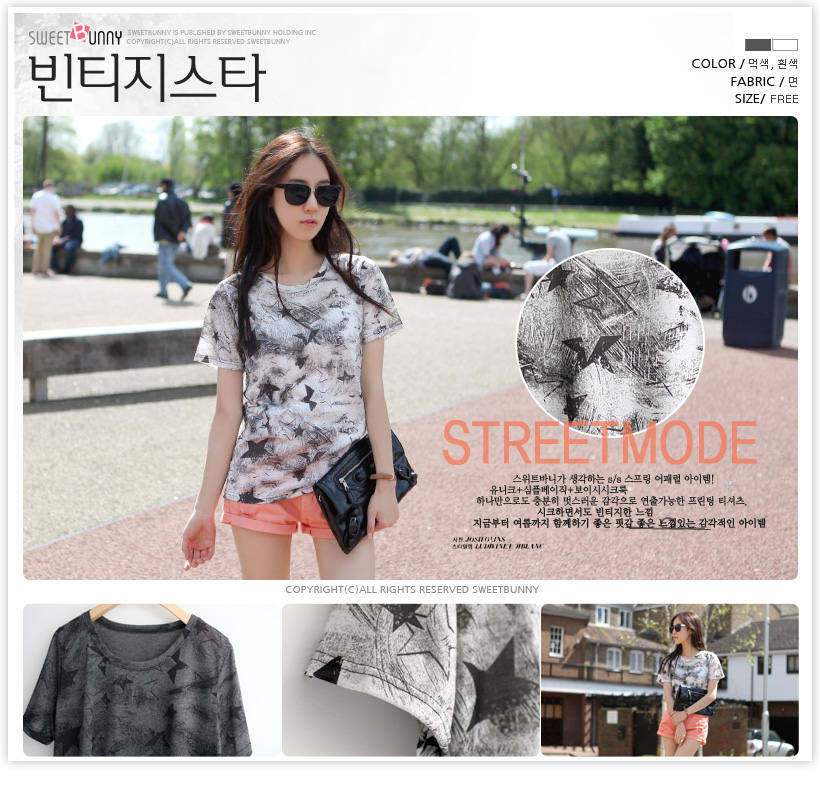 SWEETBUNNY
SWEETBUNNY IS PUBLISHED BY SWEETBUNNY HOLDING INC
COPYRIGHT(C)ALL RIGHTS RESERVED SWEETBUNNY
빈티지스타
COLOR / 먹색, 흰색
FABRIC / 면
SIZE/ FREE
STREETMODE
스위트바니가 생각하는 s/s 스프링 어패럴 아이템!
유니크+심플베이직+보이시시크룩
하나만으로도 충분히 멋스러운 감각으로 연출가능한 프린팅 티셔츠,
시크하면서도 빈티지한 느낌
지금부터 여름까지 함께하기 좋은 핏감 좋은 느낌있는 감각적인 아이템
사진
스타일링
COPYRIGHT(C)ALL RIGHTS RESERVED SWEETBUNNY